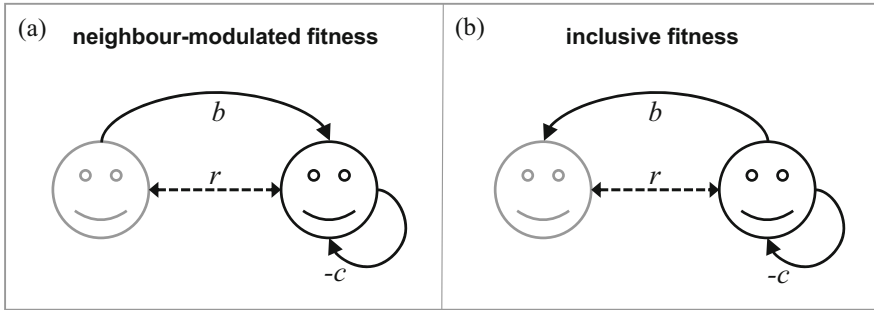 (a)
neighbour-modulated fitness
b
r
-c
(b)
inclusive fitness
b
r
-c